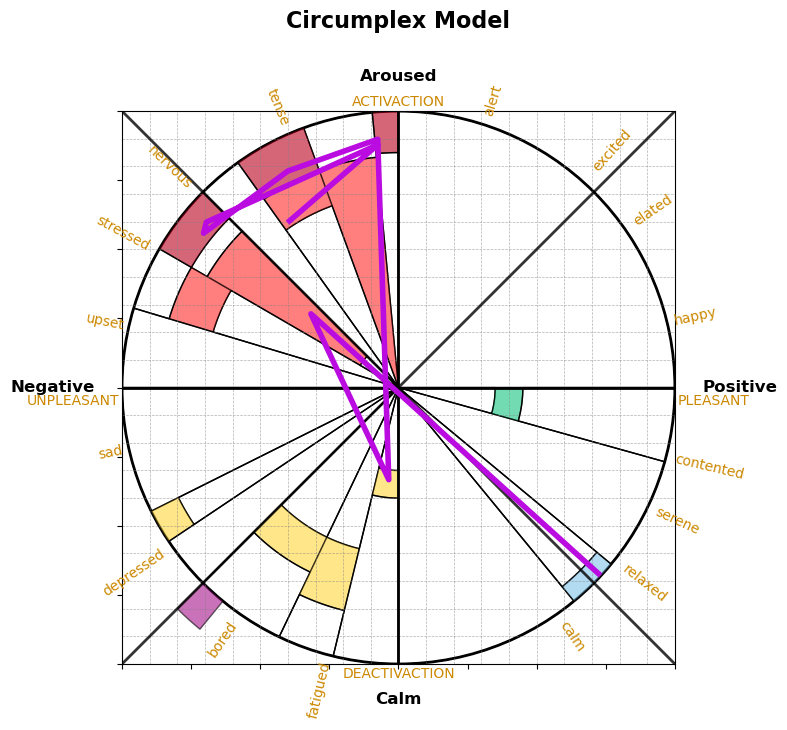 Circumplex Model
Aroused
ACTIVACTION
tense
alert
nervous
excited
stressed
elated
upset
happy
Negative
Positive
UNPLEASANT
PLEASANT
sad
contented
serene
depressed
relaxed
bored
calm
fatigued
DEACTIVACTION
Calm